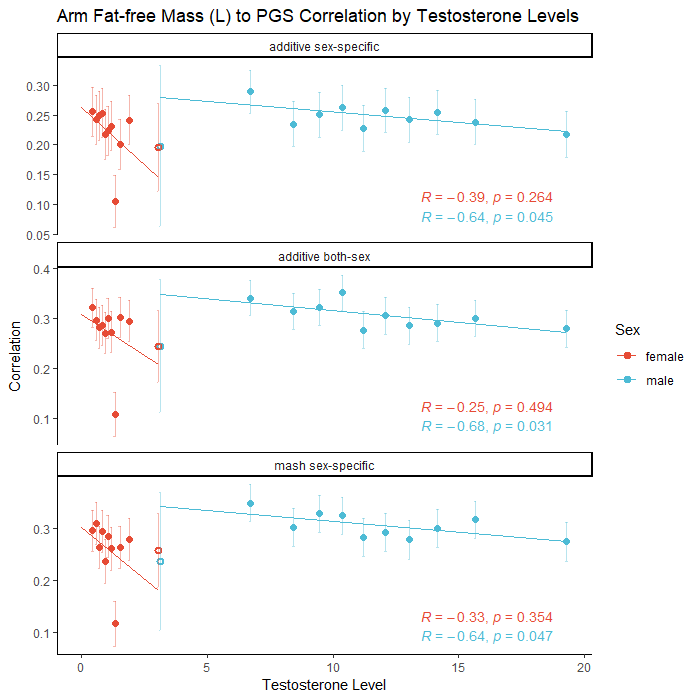 Arm Fat-free Mass (L) to PGS Correlation by Testosterone Levels
additive sex-specific
0.30
0.25
0.20
0.15
0.10
0.05
R = −0.39, p = 0.264
R = −0.64, p = 0.045
additive both-sex
0.4
0.3
0.2
0.1
R = −0.25, p = 0.494
R = −0.68, p = 0.031
mash sex-specific
0.3
0.2
0.1
R = −0.33, p = 0.354
R = −0.64, p = 0.047
0 5 10 15 20
Testosterone Level
Correlation
Sex
female
male